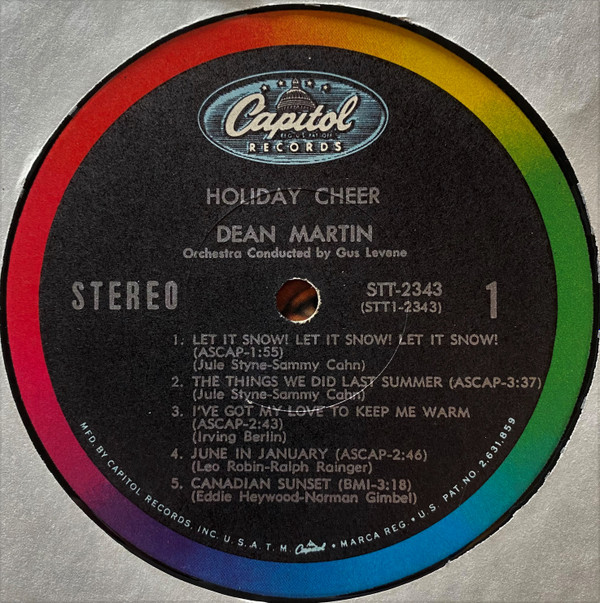 Capitol
REG. U.S. PAT. OFF.
RECORDS
HOLIDAY CHEER
DEAN MARTIN
Orchestra Conducted by Gus Levene
STEREO
STT-2343
(STT1-2343)
1
1. LET IT SNOW! LET IT SNOW! LET IT SNOW!
(ASCAP-1:55)
(Jule Styne-Sammy Cahn)
2. THE THINGS WE DID LAST SUMMER (ASCAP-3:37)
(Jule Styne-Sammy Cahn)
3. I'VE GOT MY LOVE TO KEEP ME WARM
(ASCAP-2:43)
(Irving Berlin)
4. JUNE IN JANUARY (ASCAP-2:46)
(Leo Robin-Ralph Rainger)
5. CANADIAN SUNSET (BMI-3:18)
(Eddie Heywood-Norman Gimbel)
MFD. BY CAPITOL RECORDS, INC. U.S.A. T.M. Capitol • MARCA REG. • U.S. PAT. NO. 2,631,859